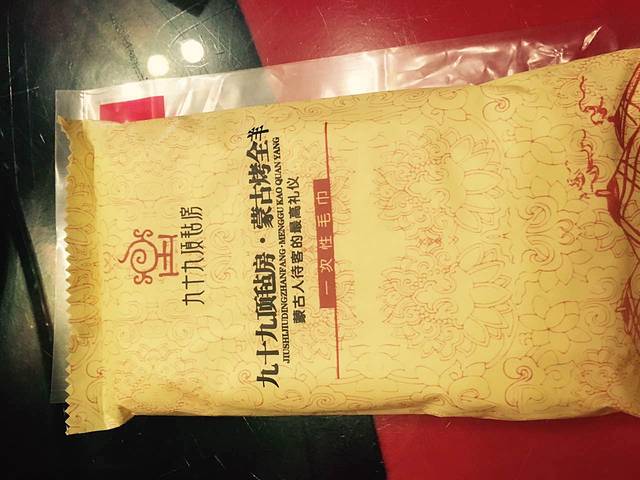 九十九顶毡房
九十九顶毡房·蒙古烤全羊
JIUSHIJIUDINGZHANFANG·MENGGU KAO QUAN YANG
蒙古人待客的最高礼仪
一次性毛巾